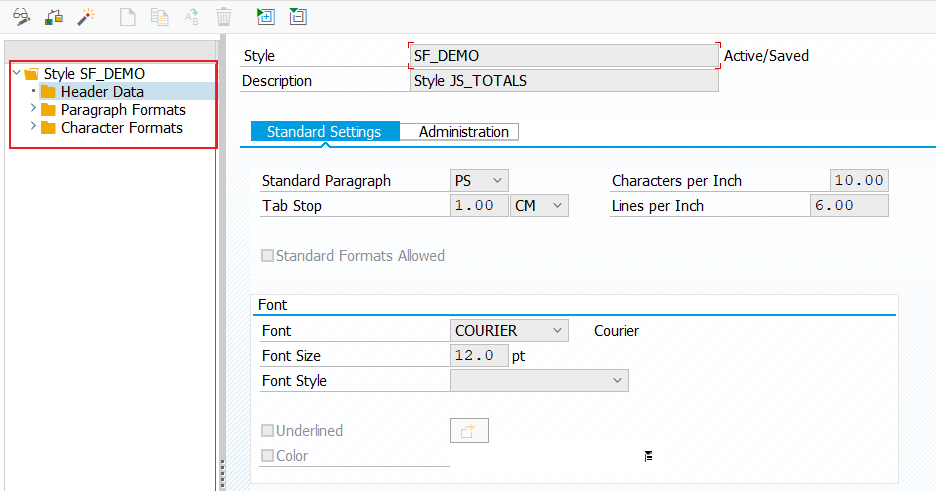 Style SF_DEMO
Header Data
Paragraph Formats
Character Formats
Style SF_DEMO Active/Saved
Description Style JS_TOTALS
Standard Settings Administration
Standard Paragraph PS Characters per Inch 10.00
Tab Stop 1.00 CM Lines per Inch 6.00
Standard Formats Allowed
Font
Font COURIER Courier
Font Size 12.0 pt
Font Style
Underlined
Color